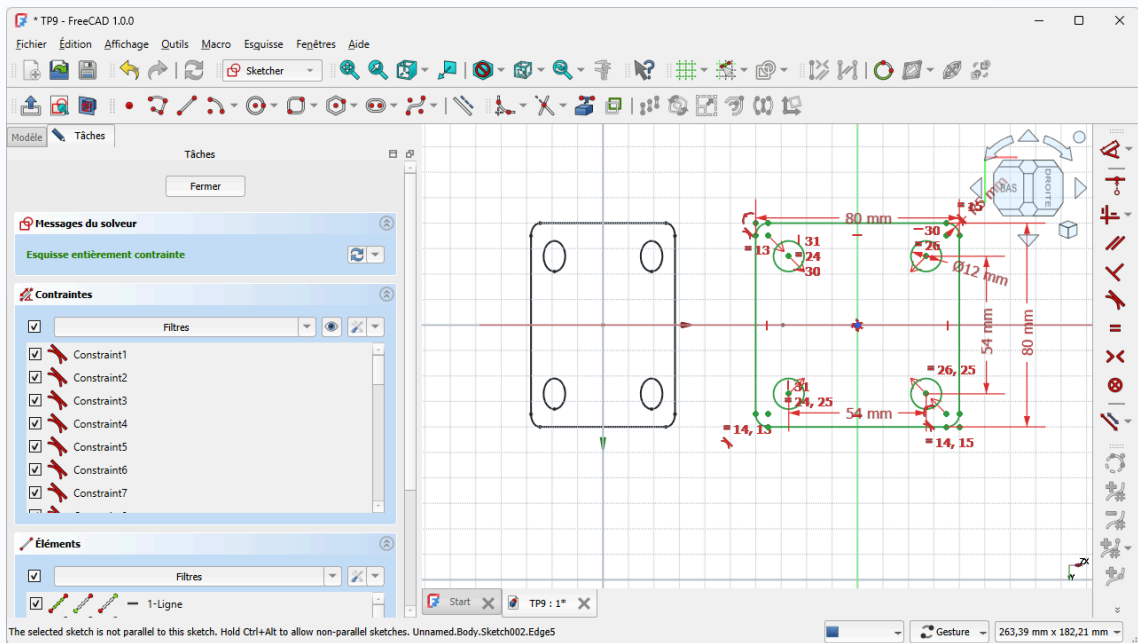 * TP9 - FreeCAD 1.0.0
Fichier Édition Affichage Outils Macro Esquisse Fenêtres Aide
Sketcher
Modèle Tâches
Tâches
Fermer
Messages du solveur
Esquisse entièrement contrainte
Contraintes
Filtres
Constraint1
Constraint2
Constraint3
Constraint4
Constraint5
Constraint6
Constraint7
Éléments
Filtres
1-Ligne
BAS
DROITE
80 mm
= 15
30
= 26
= 13
31
= 24
30
Ø12 mm
54 mm
80 mm
= 26, 25
31
= 24, 25
54 mm
= 14, 13
= 14, 15
Start
TP9 : 1*
The selected sketch is not parallel to this sketch. Hold Ctrl+Alt to allow non-parallel sketches. Unnamed.Body.Sketch002.Edge5
Gesture
263,39 mm x 182,21 mm